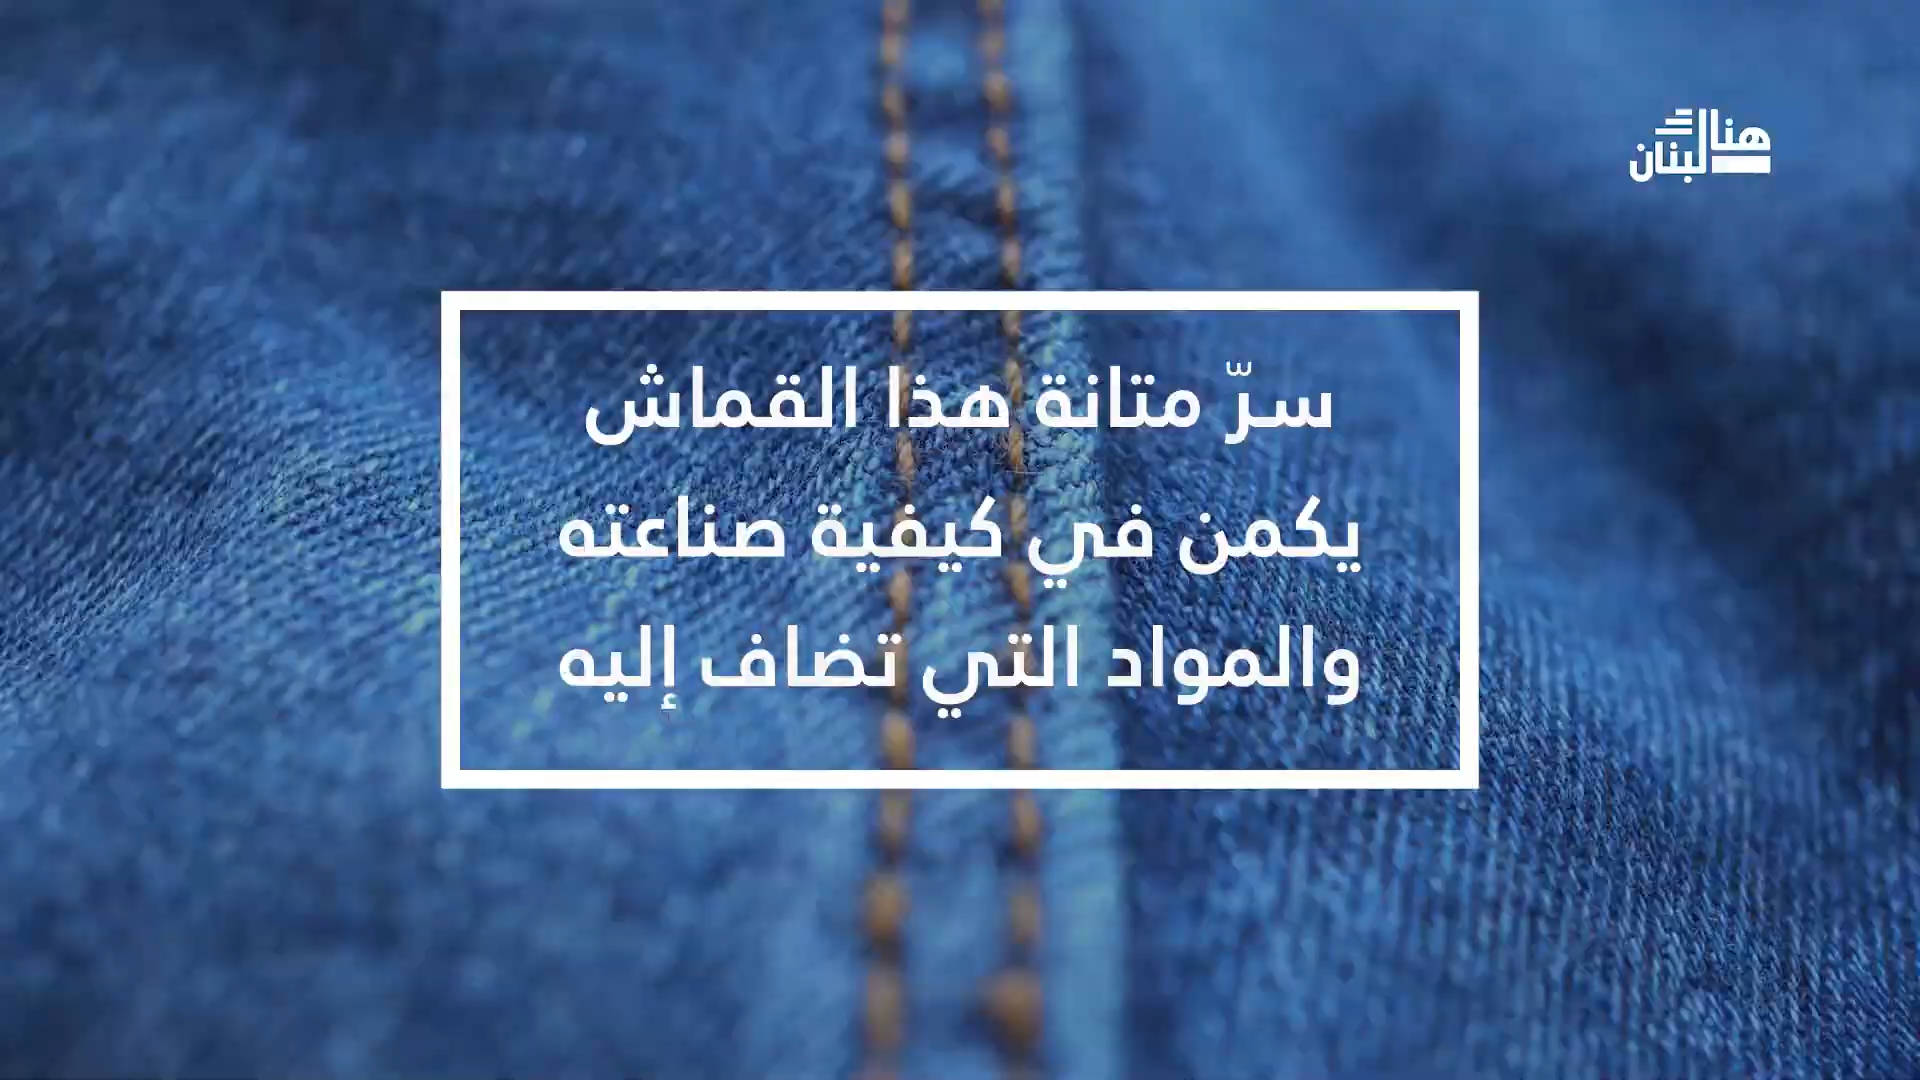 هنا لبنان
سرّ متانة هذا القماش
يكمن في كيفية صناعته
والمواد التي تضاف إليه